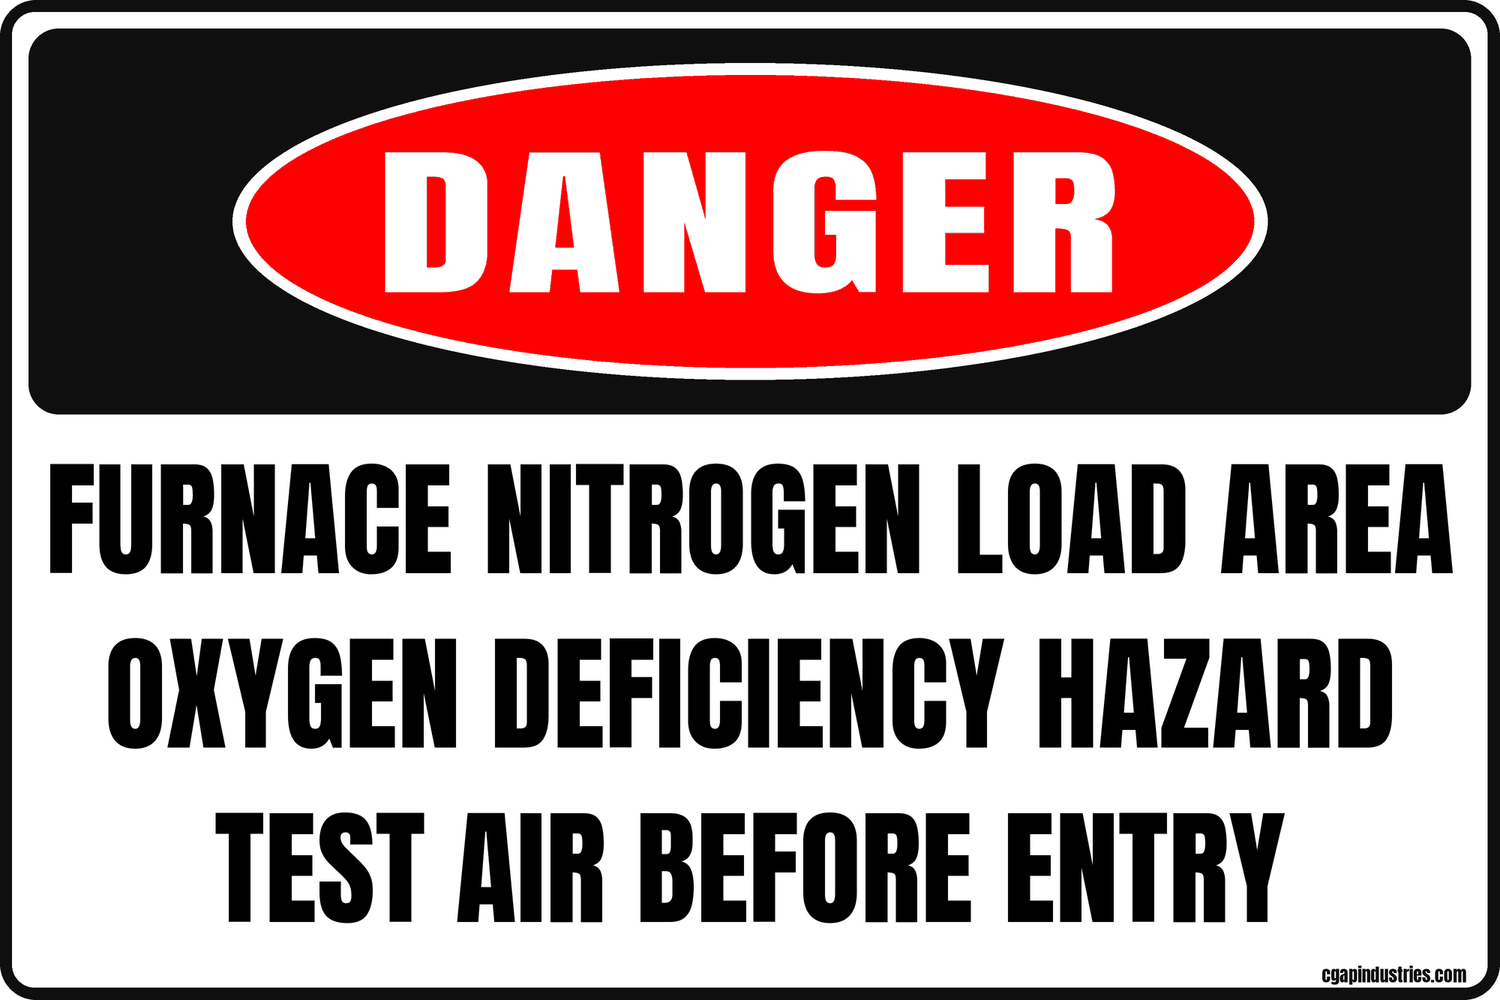 DANGER
FURNACE NITROGEN LOAD AREA
OXYGEN DEFICIENCY HAZARD
TEST AIR BEFORE ENTRY
cgapindustries.com